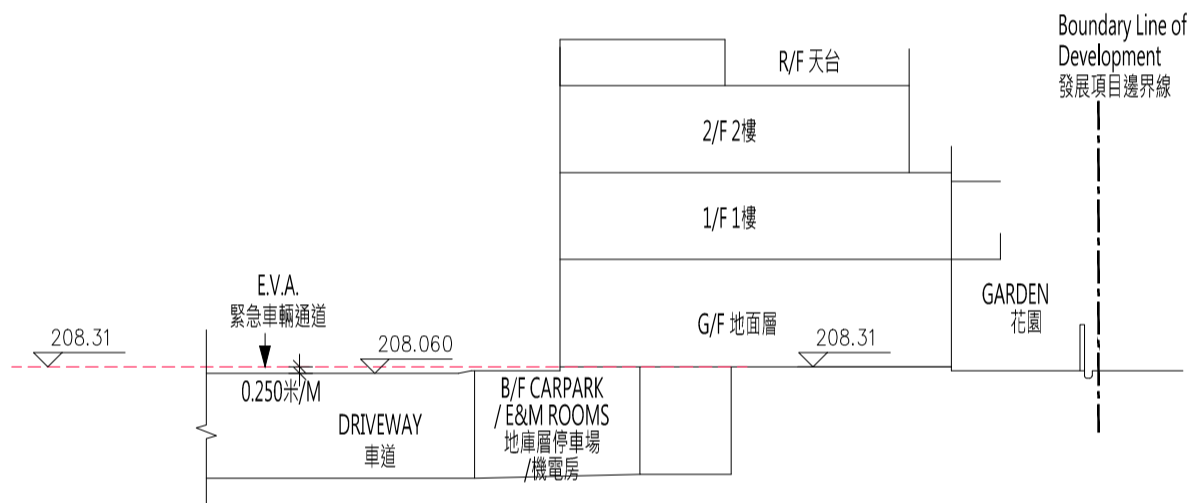 Boundary Line of
Development
發展項目邊界線
R/F 天台
2/F 2樓
1/F 1樓
E.V.A.
緊急車輛通道
GARDEN
花園
G/F 地面層
208.31
208.31
208.060
0.250米/M
B/F CARPARK
/ E&M ROOMS
地庫層停車場
/機電房
DRIVEWAY
車道